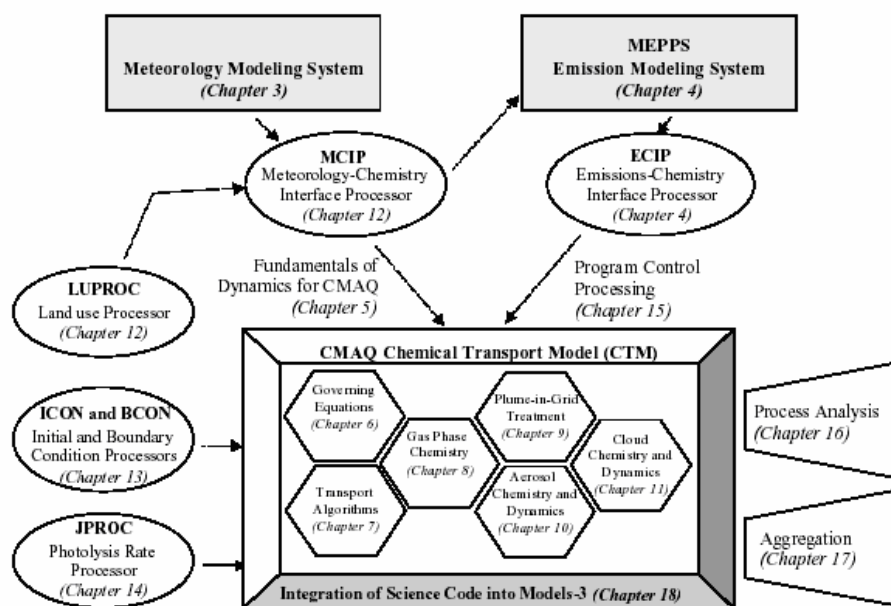 Meteorology Modeling System
(Chapter 3)
MEPPS
Emission Modeling System
(Chapter 4)
MCIP
Meteorology-Chemistry
Interface Processor
(Chapter 12)
ECIP
Emissions-Chemistry
Interface Processor
(Chapter 4)
LUPROC
Land use Processor
(Chapter 12)
Fundamentals of
Dynamics for CMAQ
(Chapter 5)
Program Control
Processing
(Chapter 15)
CMAQ Chemical Transport Model (CTM)
ICON and BCON
Initial and Boundary
Condition Processors
(Chapter 13)
JPROC
Photolysis Rate
Processor
(Chapter 14)
Governing
Equations
(Chapter 6)
Gas Phase
Chemistry
(Chapter 8)
Transport
Algorithms
(Chapter 7)
Plume-in-Grid
Treatment
(Chapter 9)
Aerosol
Chemistry and
Dynamics
(Chapter 10)
Cloud
Chemistry and
Dynamics
(Chapter 11)
Process Analysis
(Chapter 16)
Aggregation
(Chapter 17)
Integration of Science Code into Models-3 (Chapter 18)